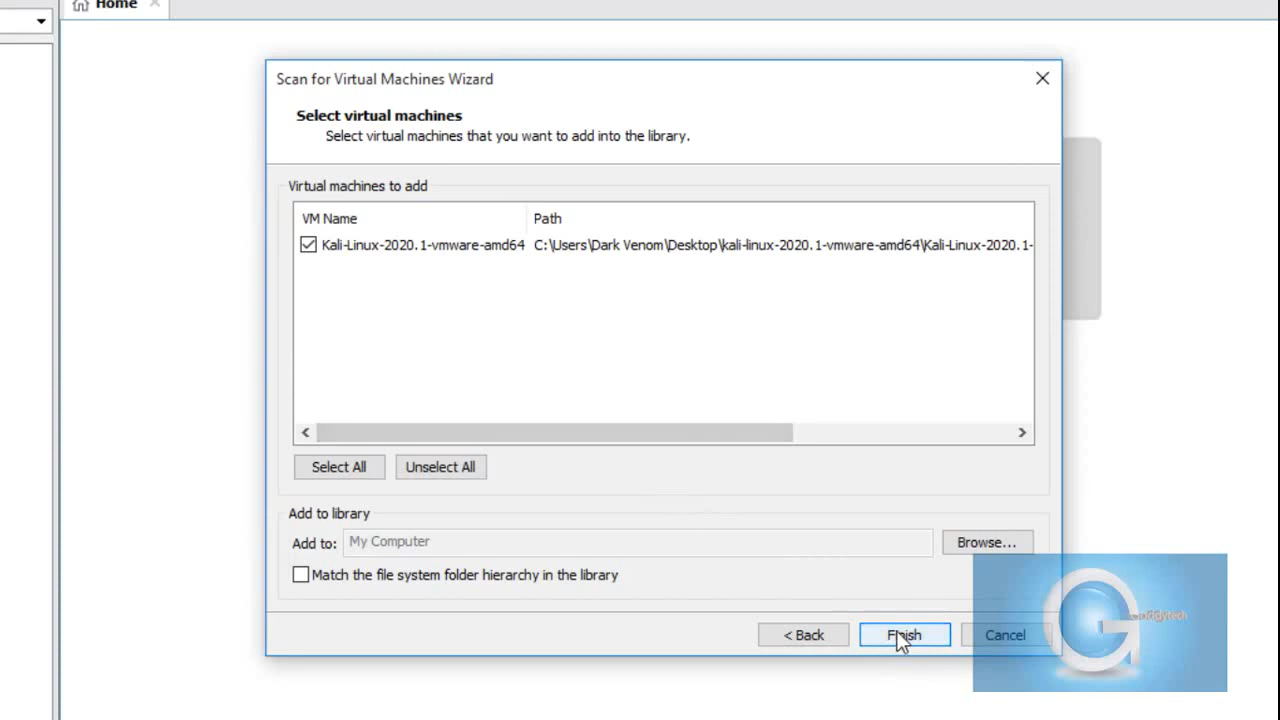 Home
Scan for Virtual Machines Wizard
Select virtual machines
Select virtual machines that you want to add into the library.
Virtual machines to add
VM Name Path
Kali-Linux-2020.1-vmware-amd64 C:\Users\Dark Venom\Desktop\kali-linux-2020.1-vmware-amd64\Kali-Linux-2020.1-
Select All Unselect All
Add to library
Add to: My Computer Browse...
Match the file system folder hierarchy in the library
< Back Finish Cancel